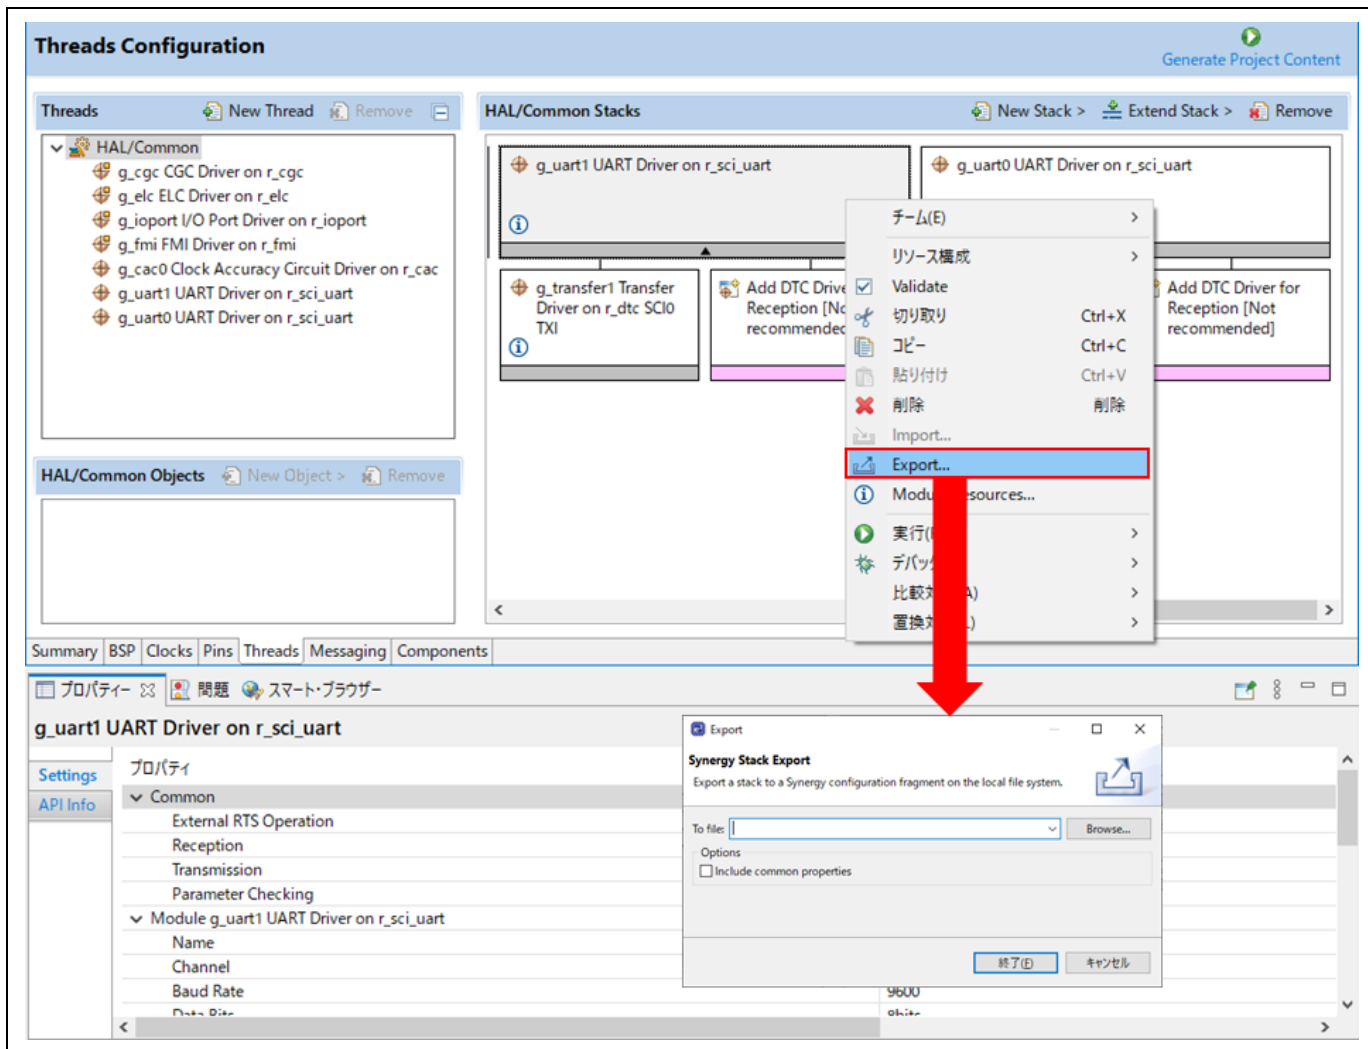 Threads Configuration
Generate Project Content
Threads
New Thread
Remove
HAL/Common
g_cgc CGC Driver on r_cgc
g_elc ELC Driver on r_elc
g_ioport I/O Port Driver on r_ioport
g_fmi FMI Driver on r_fmi
g_cac0 Clock Accuracy Circuit Driver on r_cac
g_uart1 UART Driver on r_sci_uart
g_uart0 UART Driver on r_sci_uart
HAL/Common Objects
New Object >
Remove
HAL/Common Stacks
New Stack >
Extend Stack >
Remove
g_uart1 UART Driver on r_sci_uart
g_uart0 UART Driver on r_sci_uart
g_transfer1 Transfer
Driver on r_dtc SCI0
TXI
Add DTC Drive
Reception [No
recommended
Add DTC Driver for
Reception [Not
recommended]
チーム(E)
リソース構成
Validate
切り取り Ctrl+X
コピー Ctrl+C
貼り付け Ctrl+V
削除 削除
Import...
Export...
Modu esources...
実行(
デバッ
比較対 A)
置換対 .)
Summary
BSP
Clocks
Pins
Threads
Messaging
Components
プロパティー
問題
スマート・ブラウザー
g_uart1 UART Driver on r_sci_uart
Settings
API Info
プロパティ
Common
External RTS Operation
Reception
Transmission
Parameter Checking
Module g_uart1 UART Driver on r_sci_uart
Name
Channel
Baud Rate 9600
Data Bits 8bits
Export
Synergy Stack Export
Export a stack to a Synergy configuration fragment on the local file system.
To file:
Browse...
Options
Include common properties
終了(F)
キャンセル